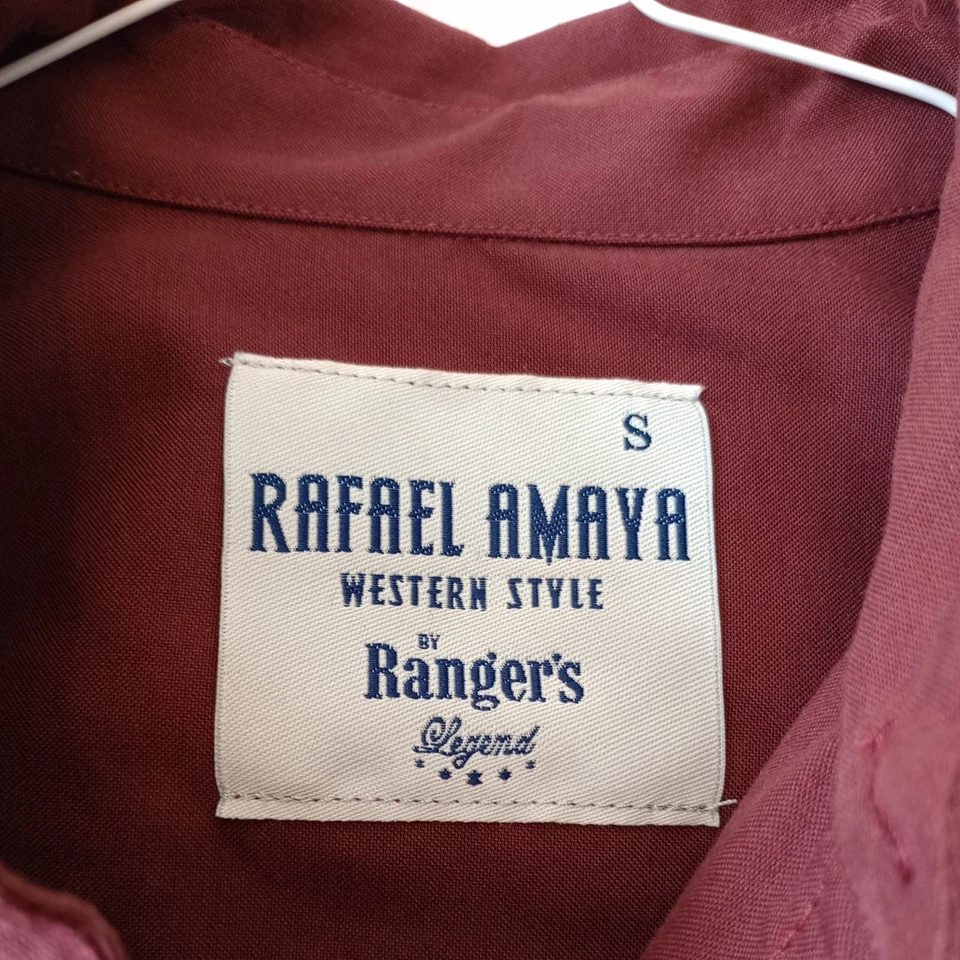 S
RAFAEL AMAYA
WESTERN STYLE
BY
Ranger's
Legend